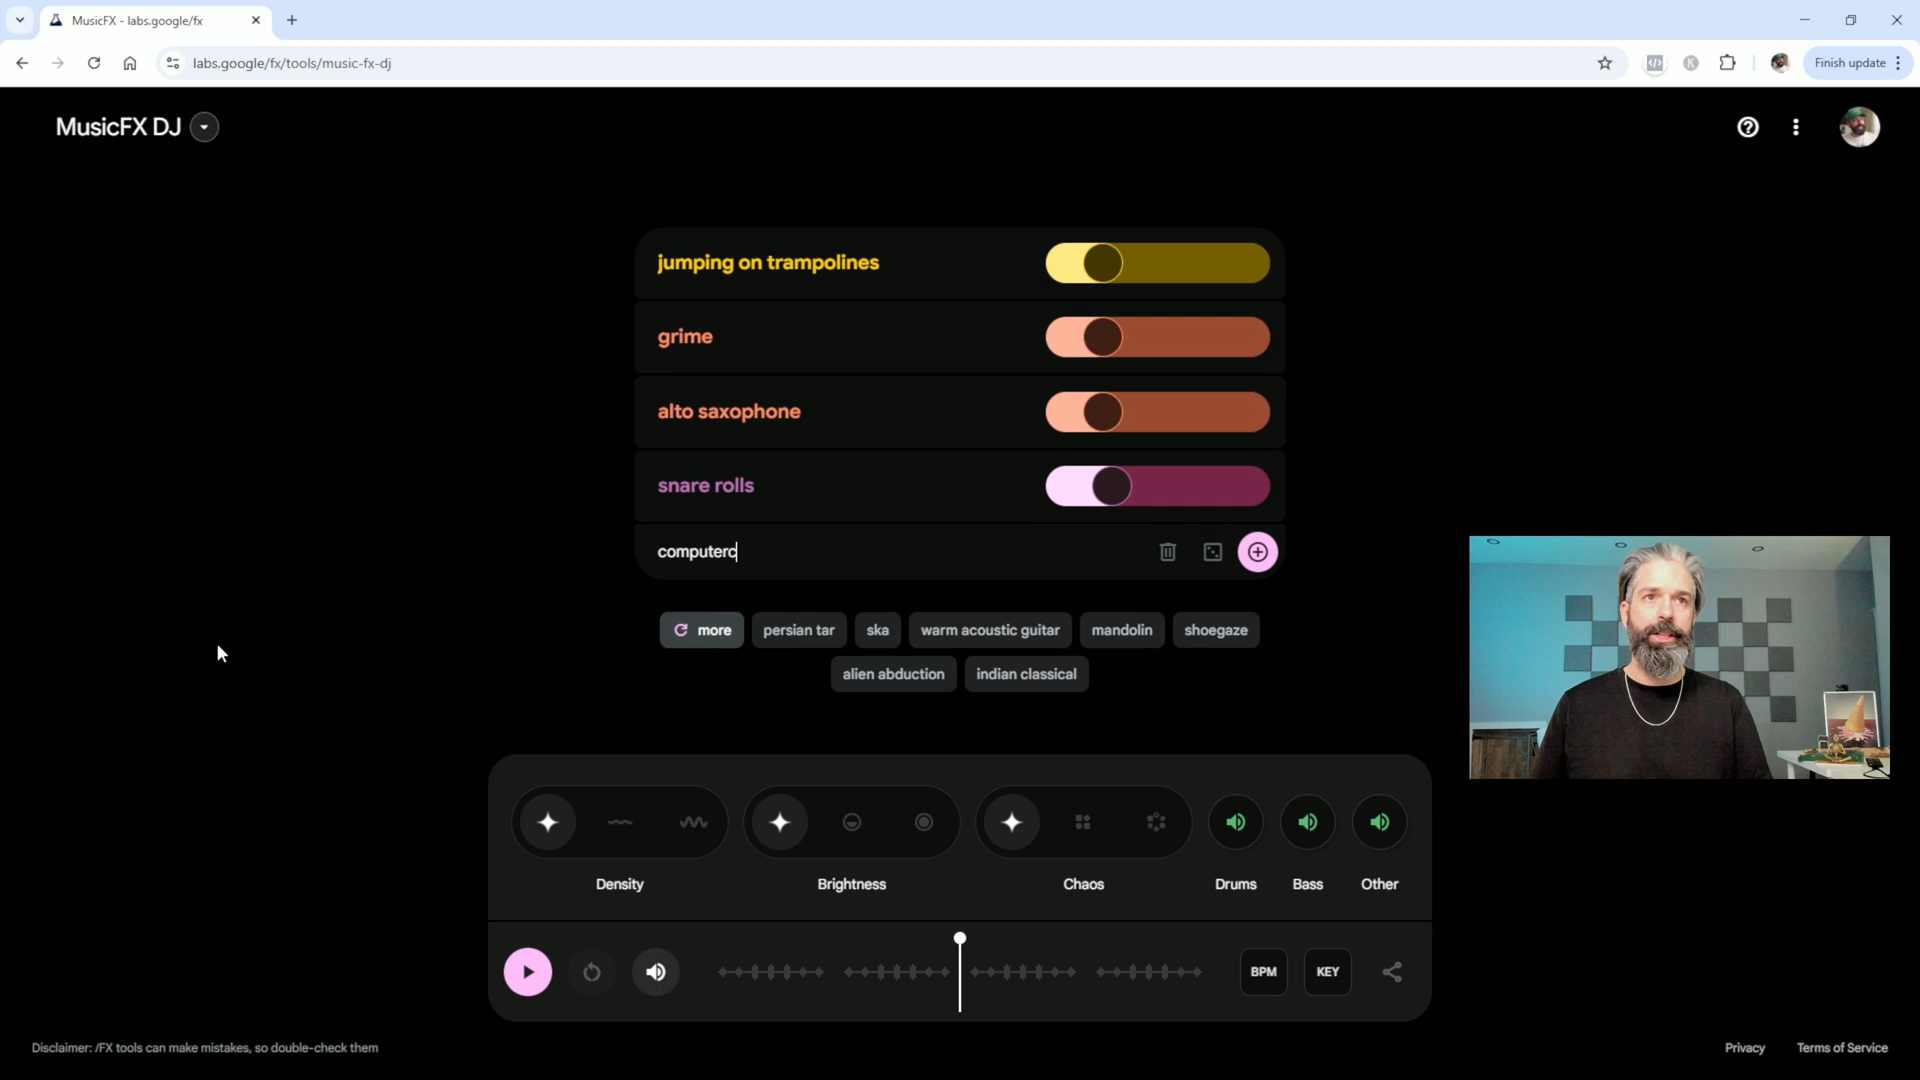 MusicFX - labs.google/fx
labs.google/fx/tools/music-fx-dj
Finish update
MusicFX DJ
jumping on trampolines
grime
alto saxophone
snare rolls
computerc
more
persian tar
ska
warm acoustic guitar
mandolin
shoegaze
alien abduction
indian classical
Density
Brightness
Chaos
Drums
Bass
Other
BPM
KEY
Disclaimer: /FX tools can make mistakes, so double-check them
Privacy
Terms of Service